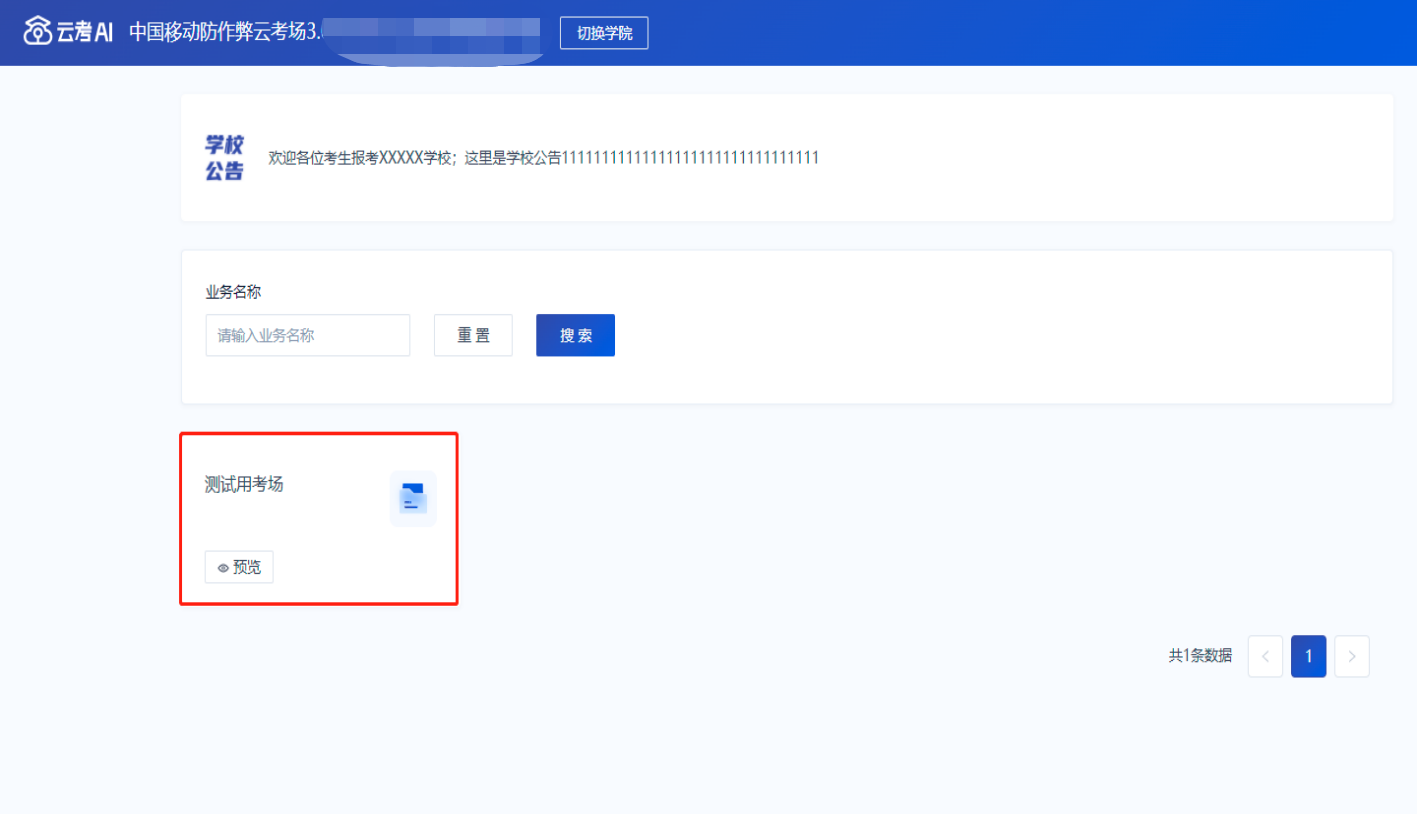 云考AI 中国移动防作弊云考场3. 切换学院
学校
公告
欢迎各位考生报考XXXXX学校；这里是学校公告11111111111111111111111111111111
业务名称
请输入业务名称 重 置 搜 索
测试用考场
预览
共1条数据 < 1 >